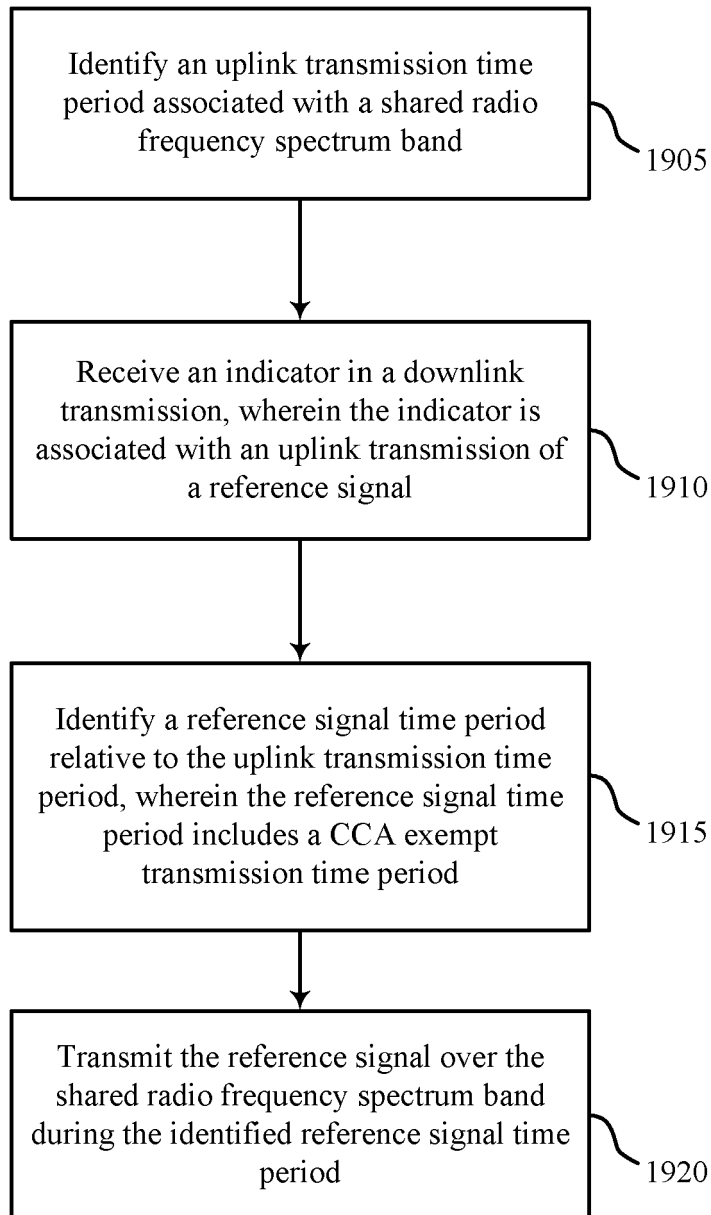 Identify an uplink transmission time
period associated with a shared radio
frequency spectrum band
1905
Receive an indicator in a downlink
transmission, wherein the indicator is
associated with an uplink transmission of
a reference signal
1910
Identify a reference signal time period
relative to the uplink transmission time
period, wherein the reference signal time
period includes a CCA exempt
transmission time period
1915
Transmit the reference signal over the
shared radio frequency spectrum band
during the identified reference signal time
period
1920